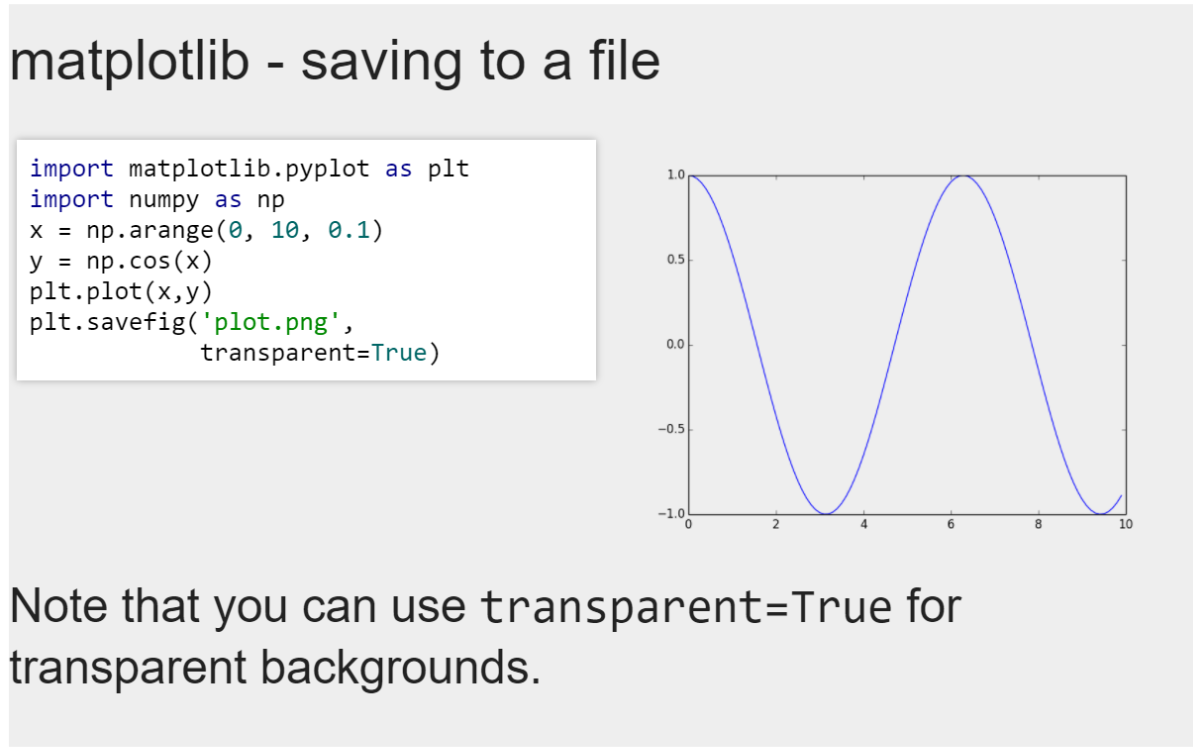 matplotlib - saving to a file
import matplotlib.pyplot as plt
import numpy as np
x = np.arange(0, 10, 0.1)
y = np.cos(x)
plt.plot(x,y)
plt.savefig('plot.png',
            transparent=True)
1.0
0.5
0.0
−0.5
−1.0
0 2 4 6 8 10
Note that you can use transparent=True for
transparent backgrounds.